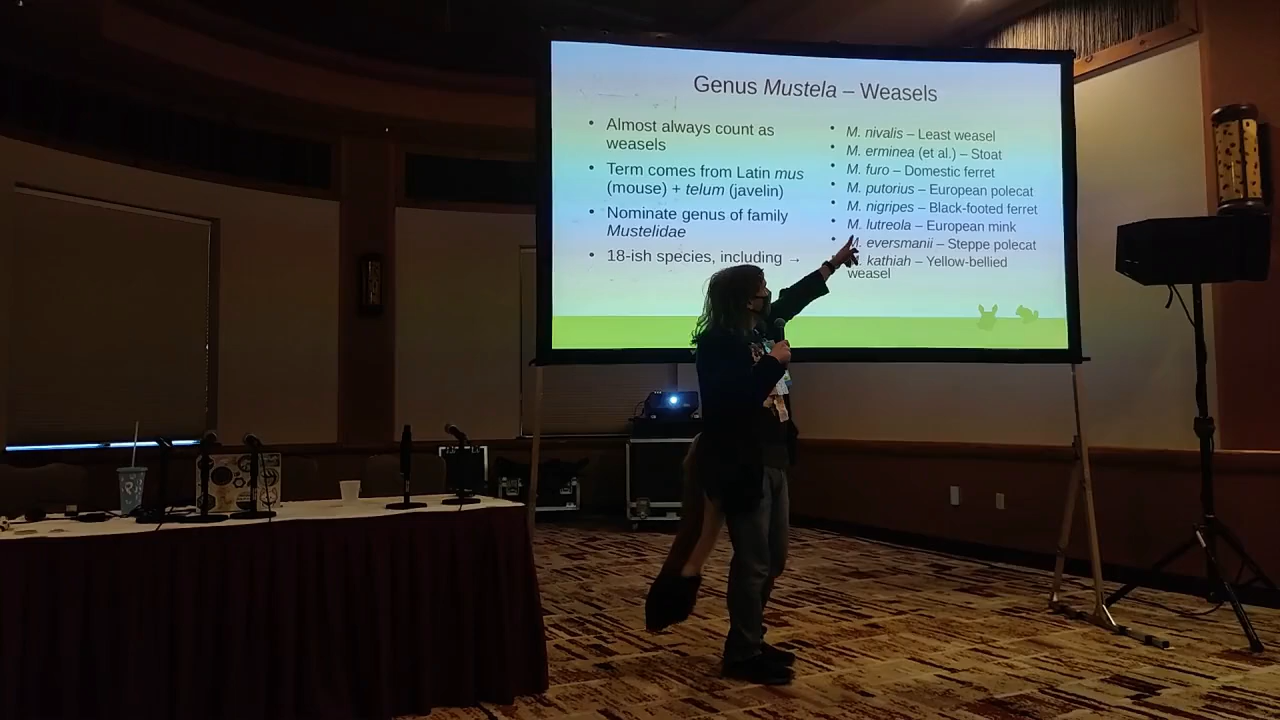 Genus Mustela – Weasels
• Almost always count as
weasels
• Term comes from Latin mus
(mouse) + telum (javelin)
• Nominate genus of family
Mustelidae
• 18-ish species, including →
• M. nivalis – Least weasel
• M. erminea (et al.) – Stoat
• M. furo – Domestic ferret
• M. putorius – European polecat
• M. nigripes – Black-footed ferret
• M. lutreola – European mink
• M. eversmanii – Steppe polecat
kathiah – Yellow-bellied
weasel